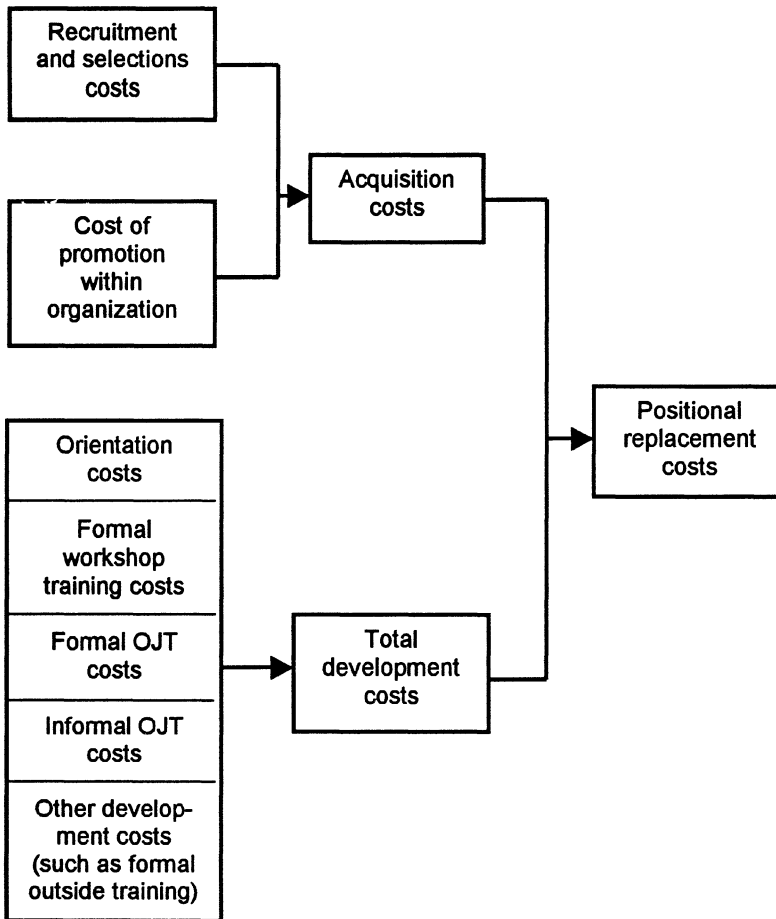 Recruitment
and selections
costs
Cost of
promotion
within
organization
Acquisition
costs
Positional
replacement
costs
Orientation
costs
Formal
workshop
training costs
Formal OJT
costs
Informal OJT
costs
Other develop-
ment costs
(such as formal
outside training)
Total
development
costs